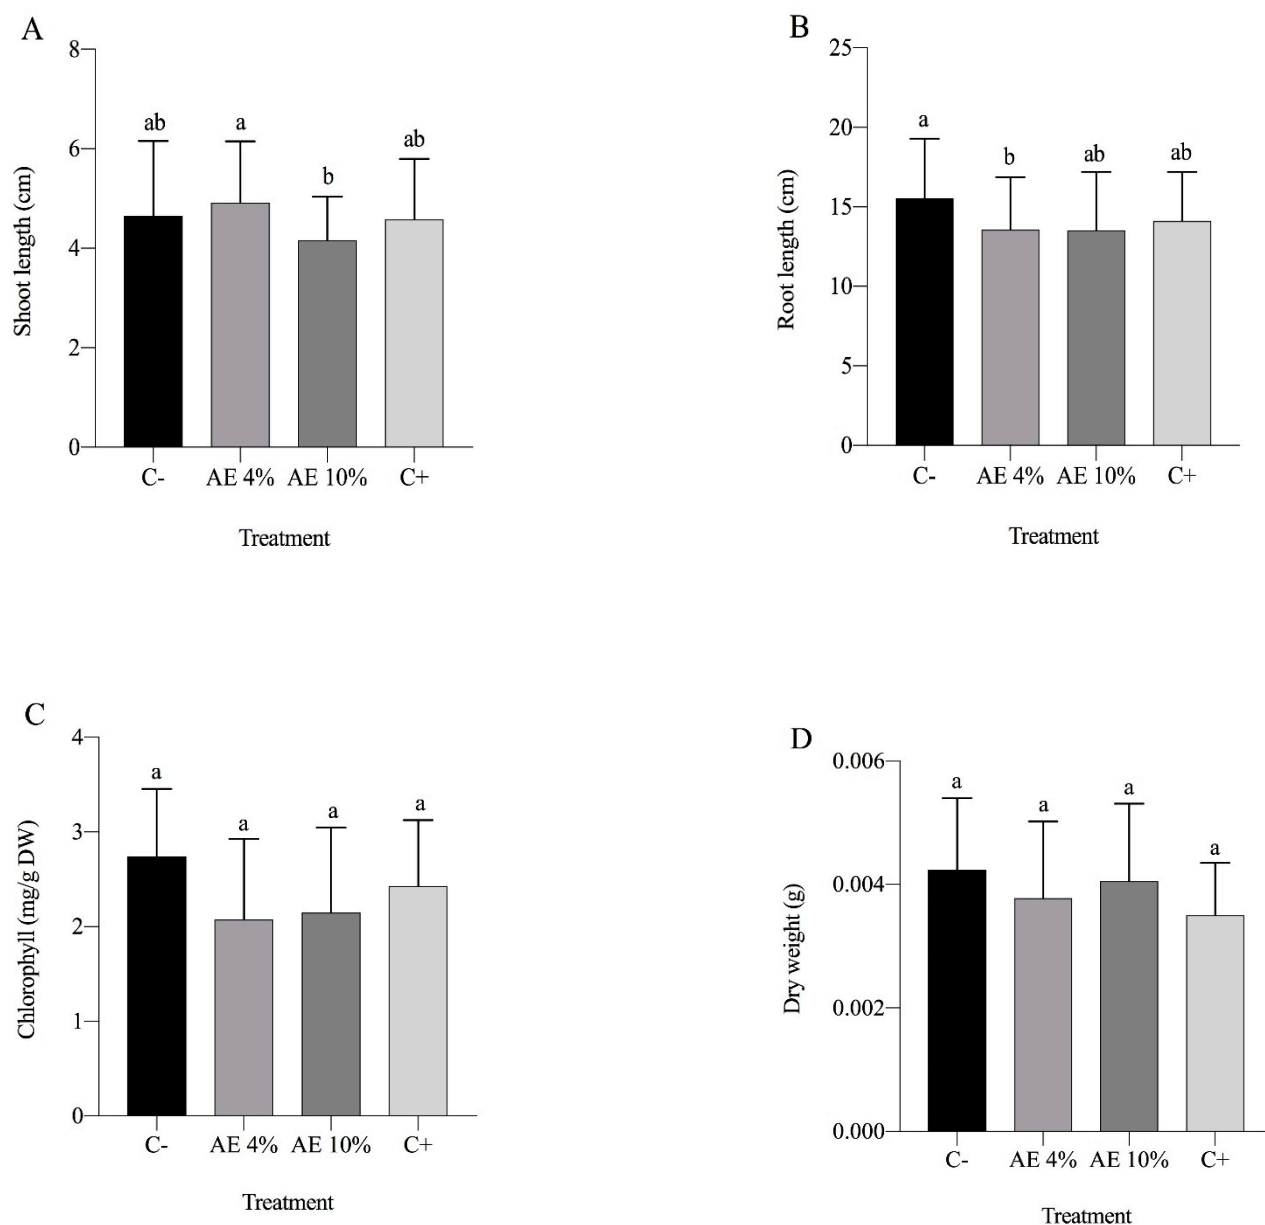 A
Shoot length (cm)
8
6
4
2
0
ab
a
b
ab
C-
AE 4%
AE 10%
C+
Treatment
B
Root length (cm)
25
20
15
10
5
0
a
b
ab
ab
C-
AE 4%
AE 10%
C+
Treatment
C
Chlorophyll (mg/g DW)
4
3
2
1
0
a
a
a
a
C-
AE 4%
AE 10%
C+
Treatment
D
Dry weight (g)
0.006
0.004
0.002
0.000
a
a
a
a
C-
AE 4%
AE 10%
C+
Treatment